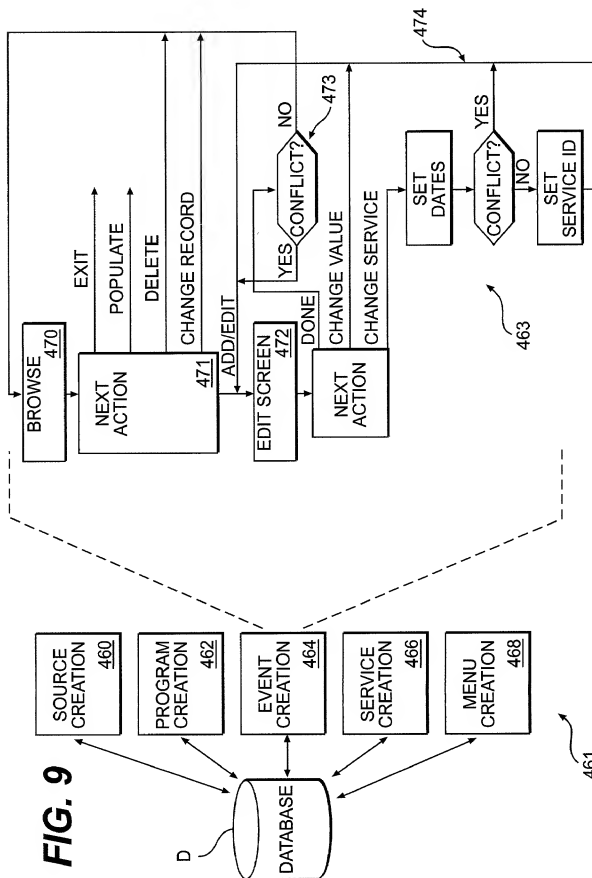 FIG. 9
D
DATABASE
461
SOURCE
CREATION
460
PROGRAM
CREATION
462
EVENT
CREATION
464
SERVICE
CREATION
466
MENU
CREATION
468
BROWSE
470
NEXT
ACTION
471
EXIT
POPULATE
DELETE
CHANGE RECORD
ADD/EDIT
EDIT SCREEN
472
NEXT
ACTION
DONE
CHANGE VALUE
CHANGE SERVICE
YES
CONFLICT?
NO
473
SET
DATES
CONFLICT?
YES
NO
SET
SERVICE ID
474
463